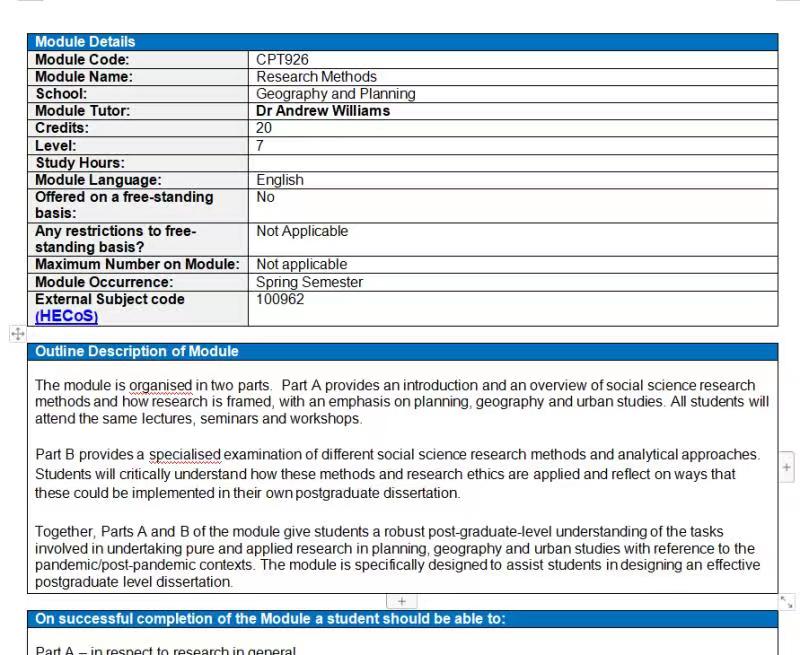 Module Details
Module Code: CPT926
Module Name: Research Methods
School: Geography and Planning
Module Tutor: Dr Andrew Williams
Credits: 20
Level: 7
Study Hours:
Module Language: English
Offered on a free-standing No
basis:
Any restrictions to free- Not Applicable
standing basis?
Maximum Number on Module: Not applicable
Module Occurrence: Spring Semester
External Subject code 100962
(HECoS)
Outline Description of Module
The module is organised in two parts.  Part A provides an introduction and an overview of social science research
methods and how research is framed, with an emphasis on planning, geography and urban studies. All students will
attend the same lectures, seminars and workshops.
Part B provides a specialised examination of different social science research methods and analytical approaches.
Students will critically understand how these methods and research ethics are applied and reflect on ways that
these could be implemented in their own postgraduate dissertation.
Together, Parts A and B of the module give students a robust post-graduate-level understanding of the tasks
involved in undertaking pure and applied research in planning, geography and urban studies with reference to the
pandemic/post-pandemic contexts. The module is specifically designed to assist students in designing an effective
postgraduate level dissertation.
On successful completion of the Module a student should be able to:
Part A – in respect to research in general